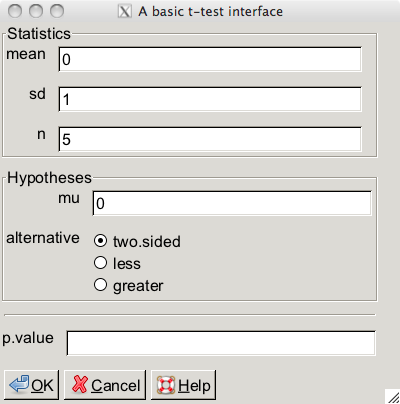 A basic t-test interface
Statistics
mean 0
sd 1
n 5
Hypotheses
mu 0
alternative two.sided
less
greater
p.value
OK Cancel Help